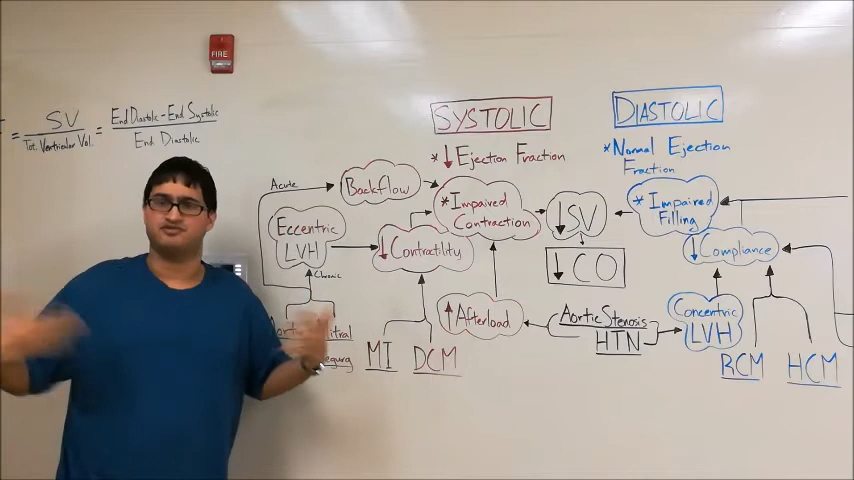 FIRE
= SV / Tot. Ventricular Vol. = End Diastolic - End Systolic / End Diastolic
SYSTOLIC
* ↓ Ejection Fraction
DIASTOLIC
* Normal Ejection
Fraction
Acute
Backflow
* Impaired
Contraction
↓ SV
* Impaired
Filling
Eccentric
LVH
↓ Contractility
↓ CO
↓ Compliance
Chronic
↑ Afterload
Aortic Stenosis
HTN
Concentric
LVH
MI
DCM
RCM
HCM